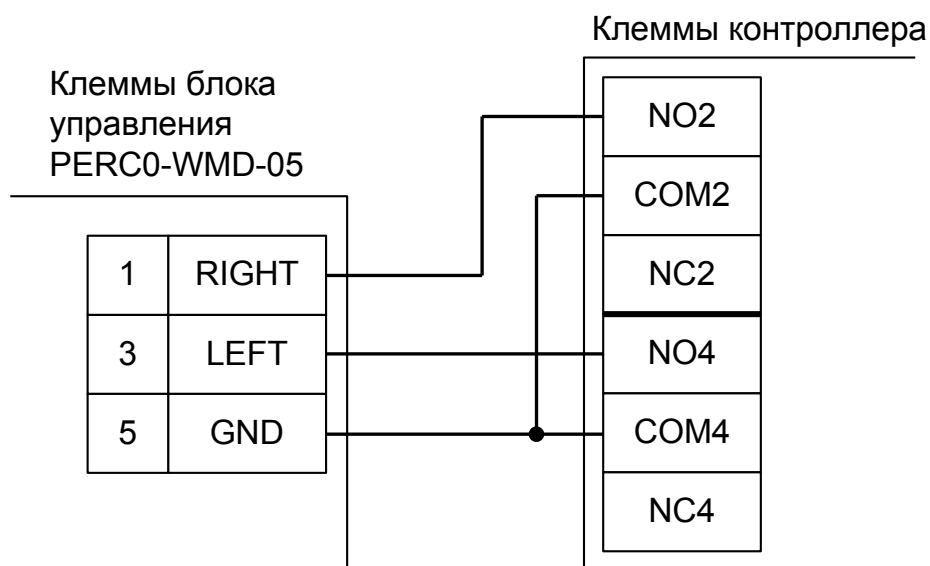 Клеммы контроллера
Клеммы блока
управления
PERC0-WMD-05
NO2
COM2
NC2
NO4
COM4
NC4
1 RIGHT
3 LEFT
5 GND